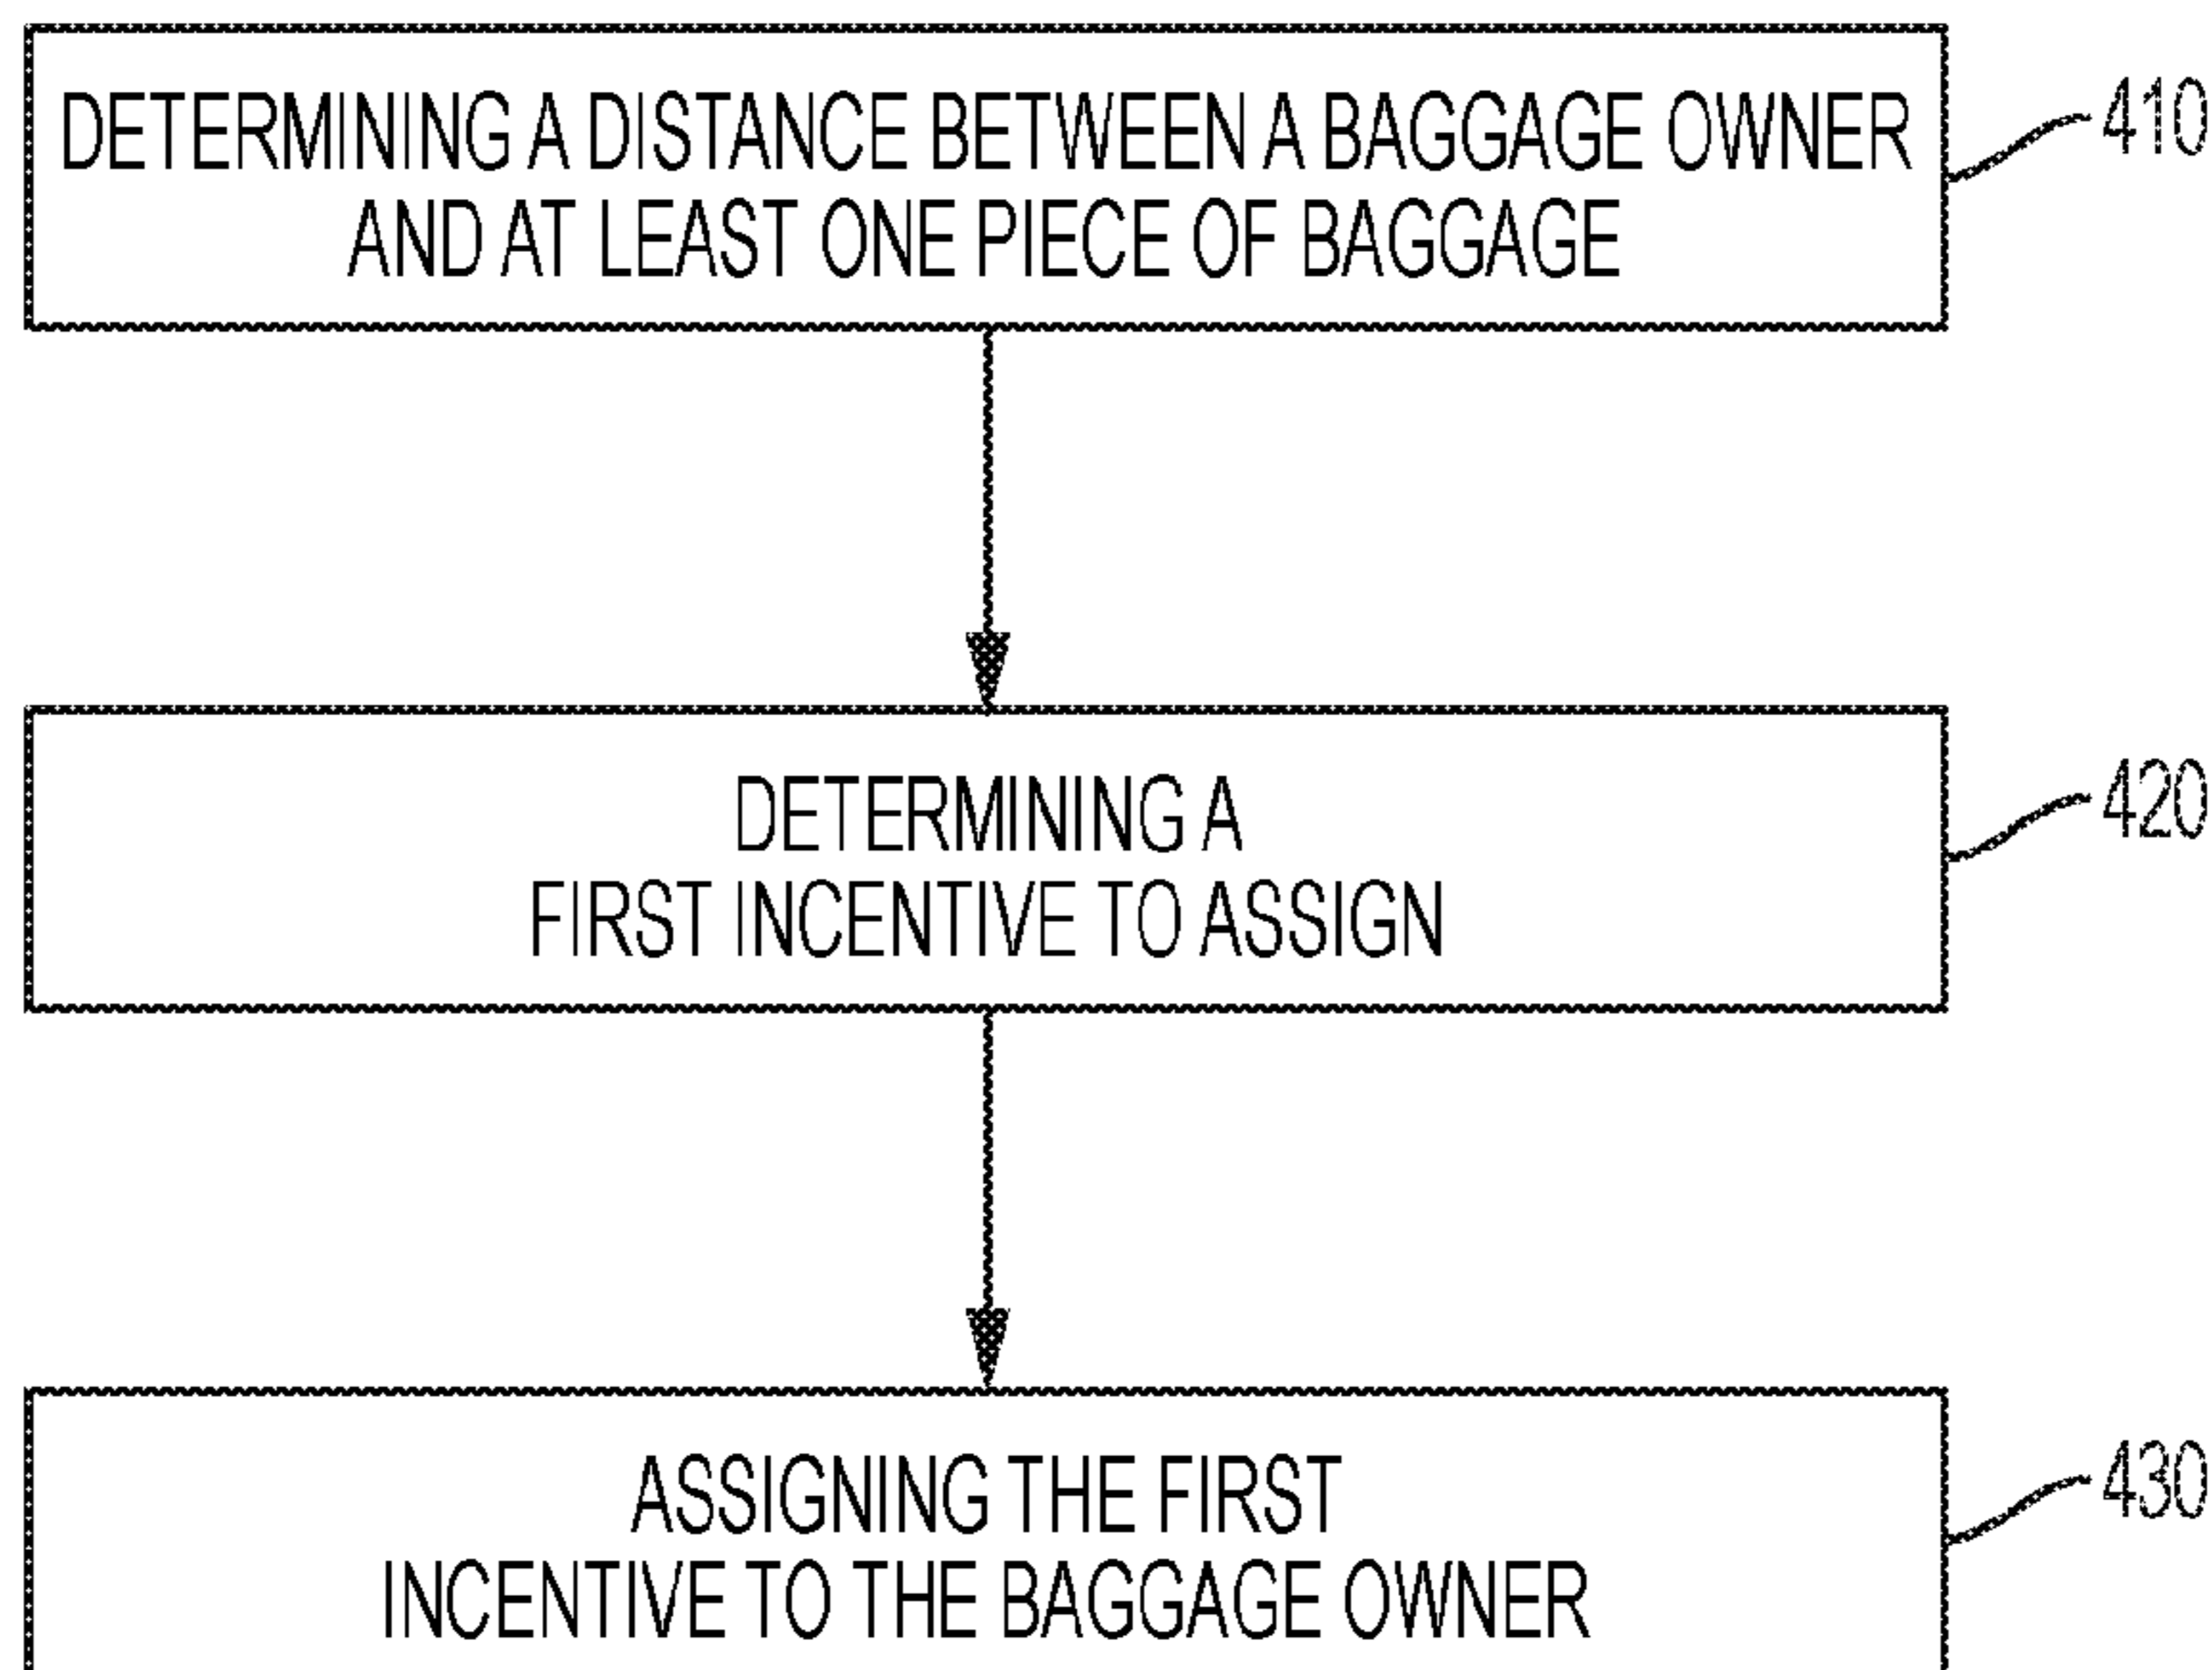 DETERMINING A DISTANCE BETWEEN A BAGGAGE OWNER
AND AT LEAST ONE PIECE OF BAGGAGE
410
DETERMINING A
FIRST INCENTIVE TO ASSIGN
420
ASSIGNING THE FIRST
INCENTIVE TO THE BAGGAGE OWNER
430